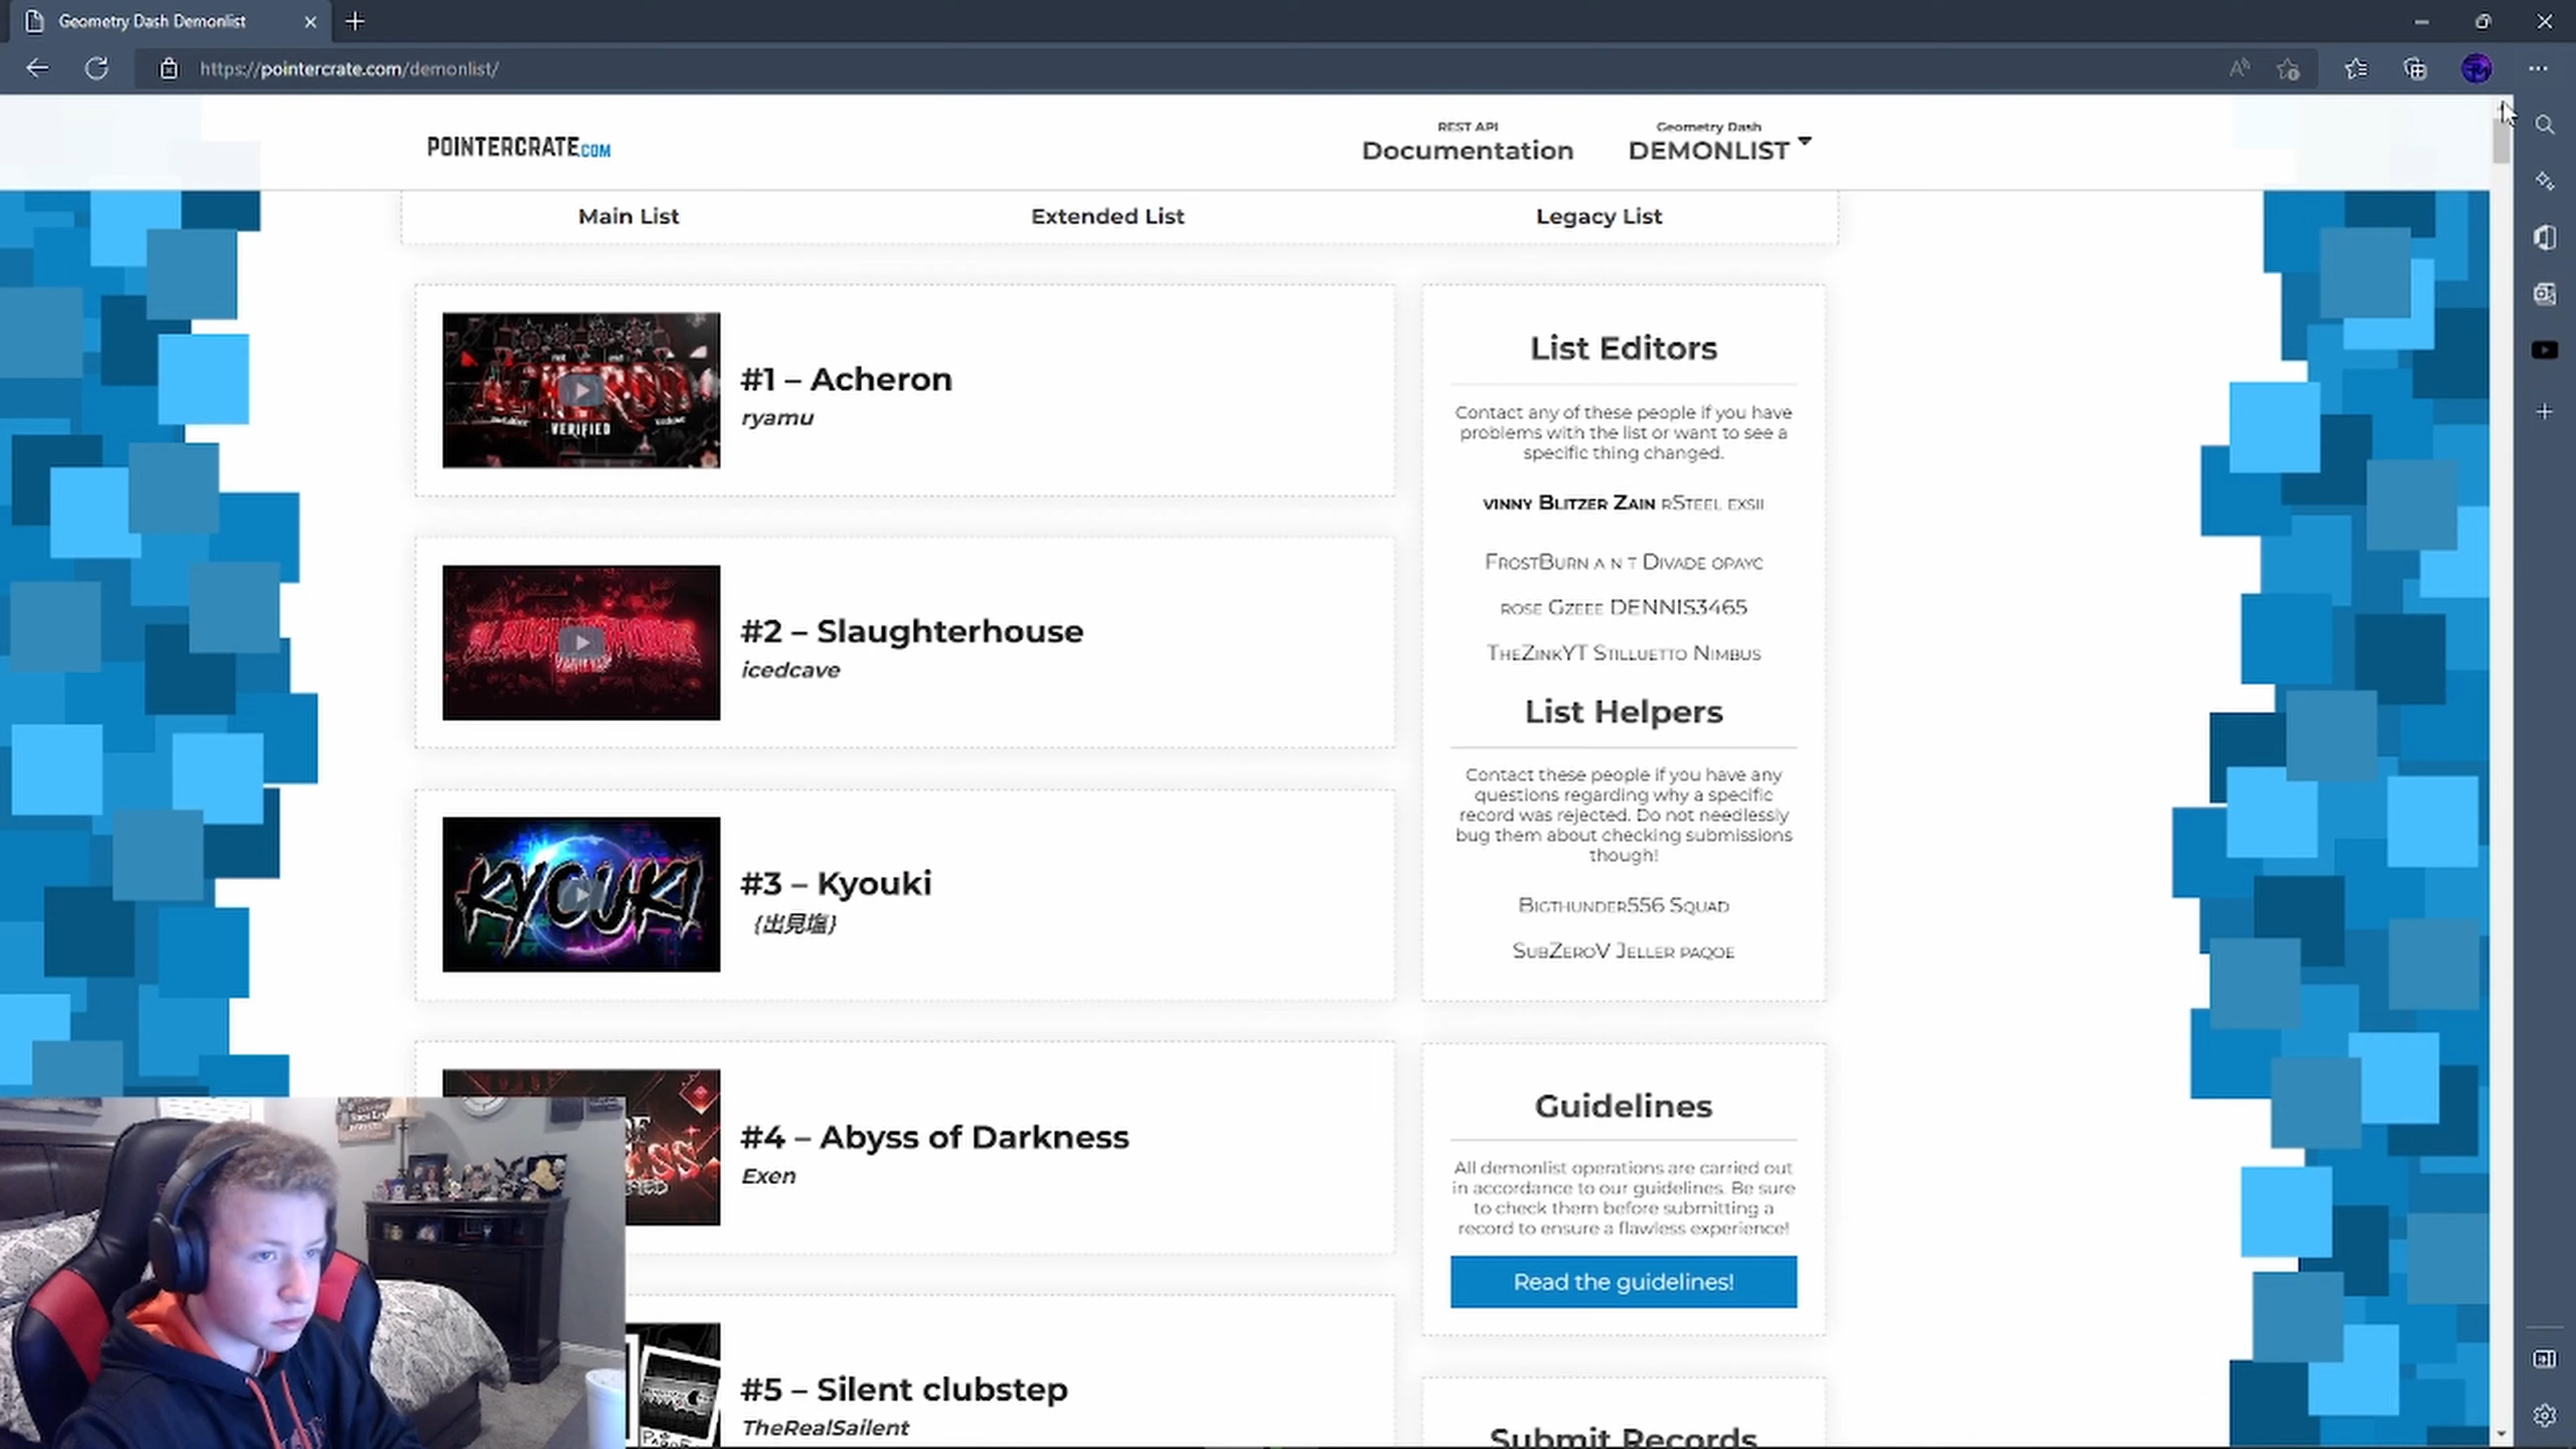 Geometry Dash Demonlist
https://pointercrate.com/demonlist/
POINTERCRATE.COM
REST API
Documentation
Geometry Dash
DEMONLIST
Main List
Extended List
Legacy List
#1 – Acheron
ryamu
VERIFIED
#2 – Slaughterhouse
icedcave
SLAUGHTERHOUSE
#3 – Kyouki
{出見塩}
KYOUKI
#4 – Abyss of Darkness
Exen
#5 – Silent clubstep
TheRealSailent
List Editors
Contact any of these people if you have
problems with the list or want to see a
specific thing changed.
VINNY BLITZER ZAIN RSTEEL EXSII
FROSTBURN A N T DIVADE OPAYC
ROSE GZEEE DENNIS3465
THEZINKYT STILLUETTO NIMBUS
List Helpers
Contact these people if you have any
questions regarding why a specific
record was rejected. Do not needlessly
bug them about checking submissions
though!
BIGTHUNDER556 SQUAD
SUBZEROV JELLER PAQOE
Guidelines
All demonlist operations are carried out
in accordance to our guidelines. Be sure
to check them before submitting a
record to ensure a flawless experience!
Read the guidelines!
Submit Records